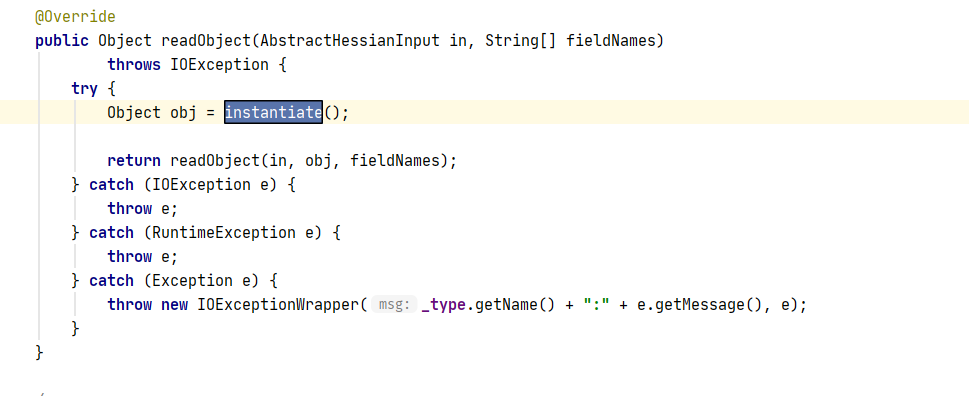 @Override
public Object readObject(AbstractHessianInput in, String[] fieldNames)
        throws IOException {
    try {
        Object obj = instantiate();
        return readObject(in, obj, fieldNames);
    } catch (IOException e) {
        throw e;
    } catch (RuntimeException e) {
        throw e;
    } catch (Exception e) {
        throw new IOExceptionWrapper( msg: _type.getName() + ":" + e.getMessage(), e);
    }
}